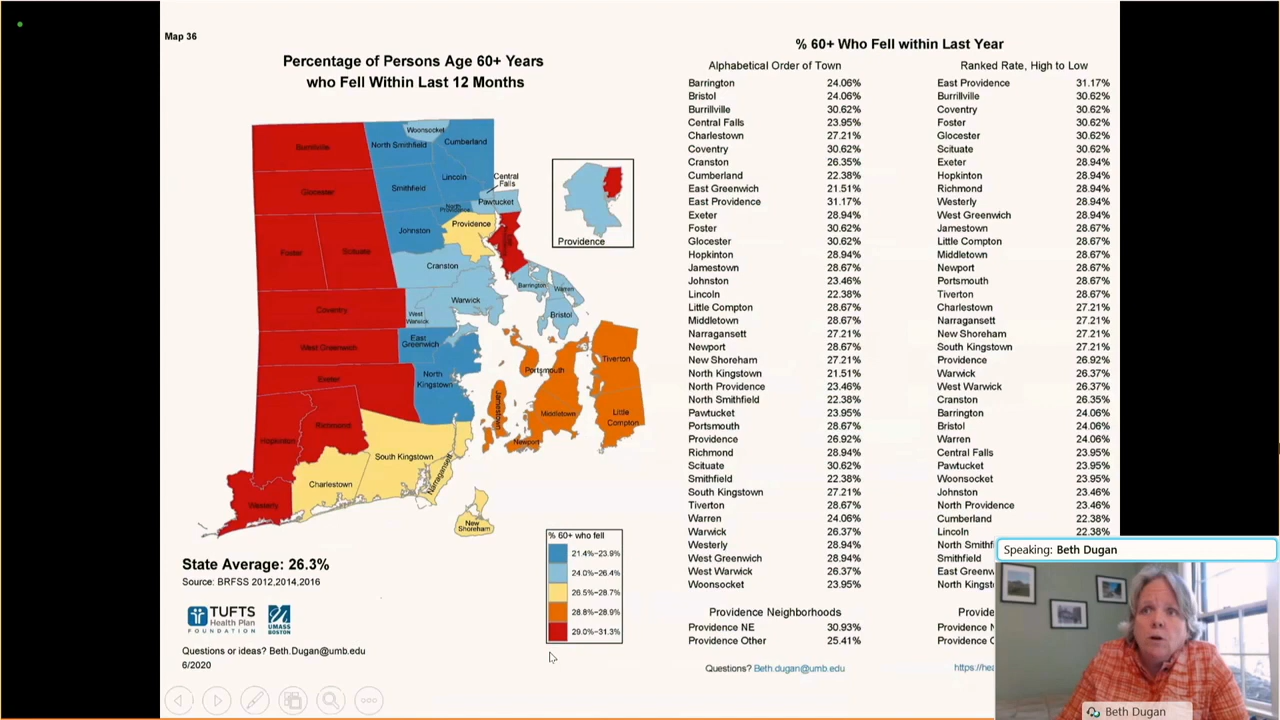 Map 36
Percentage of Persons Age 60+ Years
who Fell Within Last 12 Months
Woonsocket
Burrillville
North Smithfield
Cumberland
Lincoln
Central
Falls
Glocester
Smithfield
Pawtucket
North
Providence
Providence
Johnston
Foster
Scituate
Cranston
Barrington
Warren
Warwick
Bristol
Coventry
West
Warwick
East
Greenwich
West Greenwich
Tiverton
Portsmouth
Exeter
North
Kingstown
Jamestown
Middletown
Little
Compton
Richmond
Hopkinton
Newport
South Kingstown
Narragansett
Charlestown
Westerly
New
Shoreham
Providence
% 60+ who fell
21.4%-23.9%
24.0%-26.4%
26.5%-28.7%
28.8%-28.9%
29.0%-31.3%
State Average: 26.3%
Source: BRFSS 2012,2014,2016
TUFTS
Health Plan
FOUNDATION
UMASS
BOSTON
Questions or ideas? Beth.Dugan@umb.edu
6/2020
% 60+ Who Fell within Last Year
Alphabetical Order of Town
Barrington 24.06%
Bristol 24.06%
Burrillville 30.62%
Central Falls 23.95%
Charlestown 27.21%
Coventry 30.62%
Cranston 26.35%
Cumberland 22.38%
East Greenwich 21.51%
East Providence 31.17%
Exeter 28.94%
Foster 30.62%
Glocester 30.62%
Hopkinton 28.94%
Jamestown 28.67%
Johnston 23.46%
Lincoln 22.38%
Little Compton 28.67%
Middletown 28.67%
Narragansett 27.21%
Newport 28.67%
New Shoreham 27.21%
North Kingstown 21.51%
North Providence 23.46%
North Smithfield 22.38%
Pawtucket 23.95%
Portsmouth 28.67%
Providence 26.92%
Richmond 28.94%
Scituate 30.62%
Smithfield 22.38%
South Kingstown 27.21%
Tiverton 28.67%
Warren 24.06%
Warwick 26.37%
Westerly 28.94%
West Greenwich 28.94%
West Warwick 26.37%
Woonsocket 23.95%
Providence Neighborhoods
Providence NE 30.93%
Providence Other 25.41%
Questions? Beth.dugan@umb.edu
Ranked Rate, High to Low
East Providence 31.17%
Burrillville 30.62%
Coventry 30.62%
Foster 30.62%
Glocester 30.62%
Scituate 30.62%
Exeter 28.94%
Hopkinton 28.94%
Richmond 28.94%
Westerly 28.94%
West Greenwich 28.94%
Jamestown 28.67%
Little Compton 28.67%
Middletown 28.67%
Newport 28.67%
Portsmouth 28.67%
Tiverton 28.67%
Charlestown 27.21%
Narragansett 27.21%
New Shoreham 27.21%
South Kingstown 27.21%
Providence 26.92%
Warwick 26.37%
West Warwick 26.37%
Cranston 26.35%
Barrington 24.06%
Bristol 24.06%
Warren 24.06%
Central Falls 23.95%
Pawtucket 23.95%
Woonsocket 23.95%
Johnston 23.46%
North Providence 23.46%
Cumberland 22.38%
Lincoln 22.38%
North Smithf
Smithfield
East Greenw
North Kingst
Provide
Providence N
Providence O
https://hea
Speaking: Beth Dugan
Beth Dugan